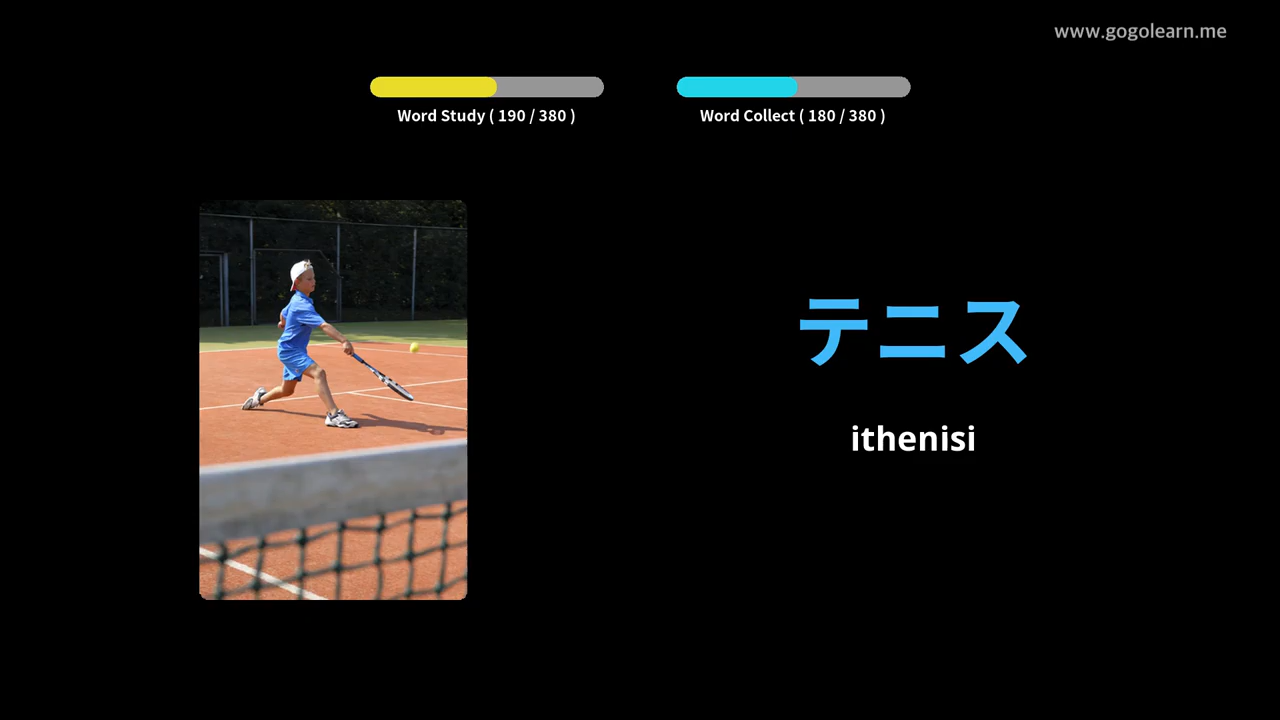 www.gogolearn.me
Word Study ( 190 / 380 )
Word Collect ( 180 / 380 )
テニス
ithenisi